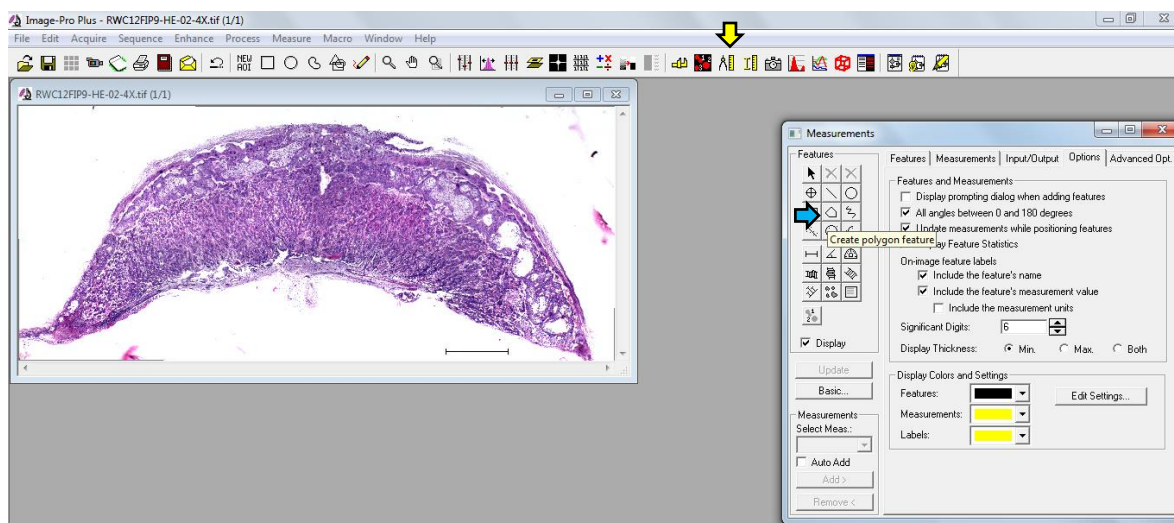 Image-Pro Plus - RWC12FIP9-HE-02-4X.tif (1/1)
File Edit Acquire Sequence Enhance Process Measure Macro Window Help
NEW
AOI
RWC12FIP9-HE-02-4X.tif (1/1)
Measurements
Features
Features Measurements Input/Output Options Advanced Opt.
Features and Measurements
Display prompting dialog when adding features
All angles between 0 and 180 degrees
Update measurements while positioning features
Create polygon feature
Feature Statistics
On-image feature labels
Include the feature's name
Include the feature's measurement value
Include the measurement units
Significant Digits: 6
Display Thickness: Min. Max. Both
Display
Update
Basic...
Display Colors and Settings
Features:
Edit Settings...
Measurements:
Labels:
Measurements
Select Meas.:
Auto Add
Add >
Remove <